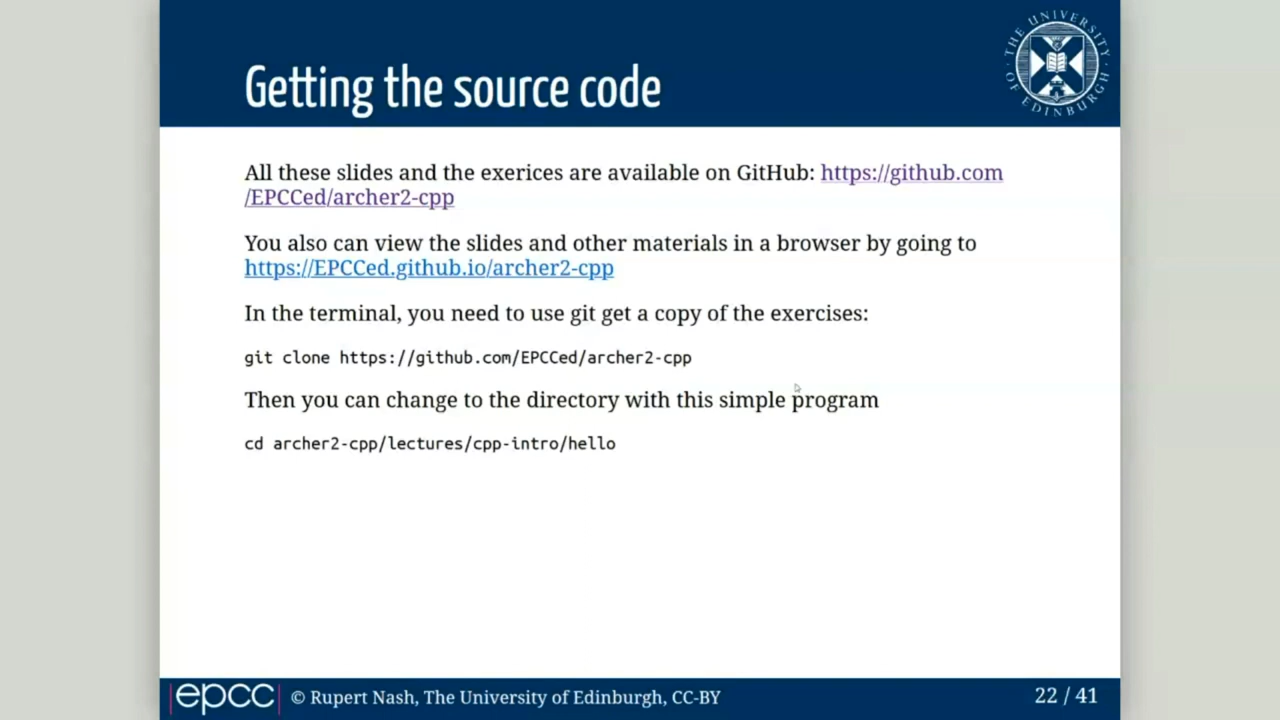 Getting the source code
THE UNIVERSITY OF EDINBURGH
All these slides and the exerices are available on GitHub: https://github.com
/EPCCed/archer2-cpp
You also can view the slides and other materials in a browser by going to
https://EPCCed.github.io/archer2-cpp
In the terminal, you need to use git get a copy of the exercises:
git clone https://github.com/EPCCed/archer2-cpp
Then you can change to the directory with this simple program
cd archer2-cpp/lectures/cpp-intro/hello
epcc © Rupert Nash, The University of Edinburgh, CC-BY 22 / 41